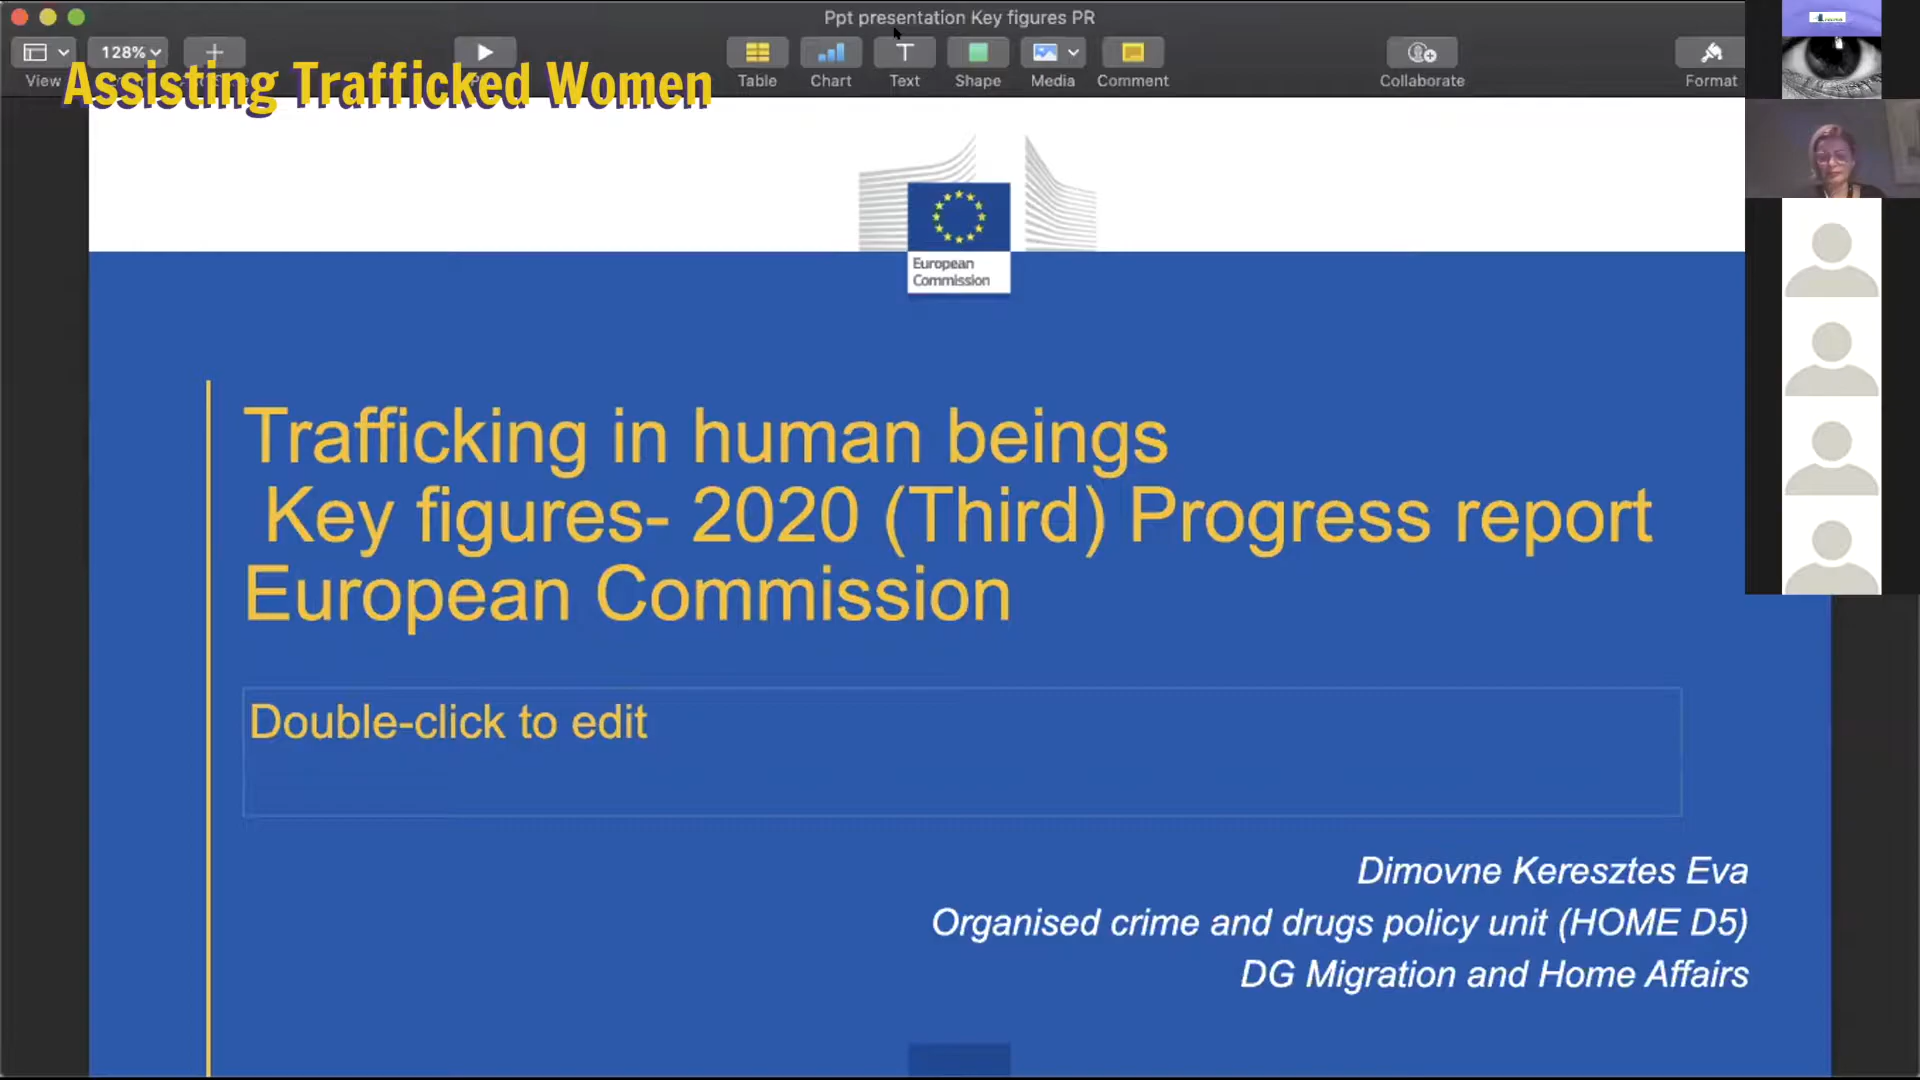 Ppt presentation Key figures PR
128%
View
Table
Chart
Text
Shape
Media
Comment
Collaborate
Format
Assisting Trafficked Women
European
Commission
Trafficking in human beings
Key figures- 2020 (Third) Progress report
European Commission
Double-click to edit
Dimovne Keresztes Eva
Organised crime and drugs policy unit (HOME D5)
DG Migration and Home Affairs